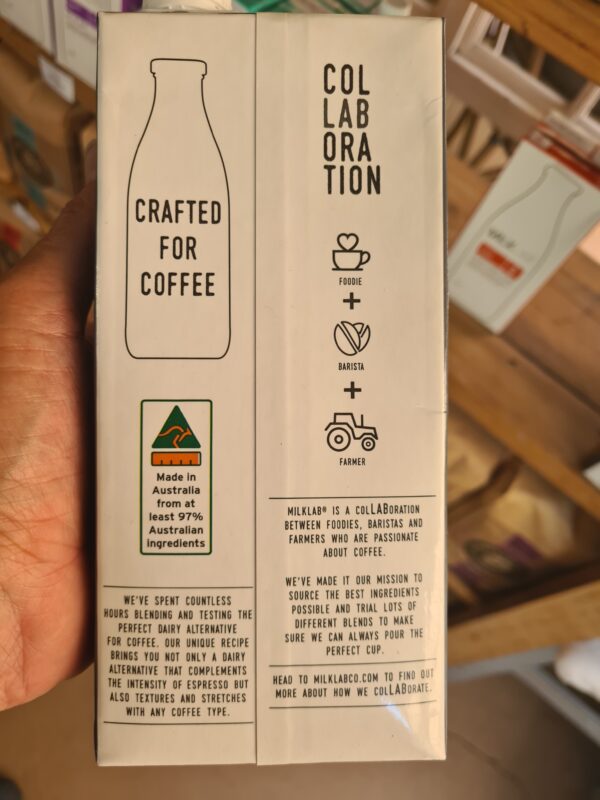 CRAFTED
FOR
COFFEE
Made in
Australia
from at
least 97%
Australian
ingredients
WE'VE SPENT COUNTLESS
HOURS BLENDING AND TESTING THE
PERFECT DAIRY ALTERNATIVE
FOR COFFEE. OUR UNIQUE RECIPE
BRINGS YOU NOT ONLY A DAIRY
ALTERNATIVE THAT COMPLEMENTS
THE INTENSITY OF ESPRESSO BUT
ALSO TEXTURES AND STRETCHES
WITH ANY COFFEE TYPE.
COL
LAB
ORA
TION
FOODIE
+
BARISTA
+
FARMER
MILKLAB® IS A colLABoration
BETWEEN FOODIES, BARISTAS AND
FARMERS WHO ARE PASSIONATE
ABOUT COFFEE.
WE'VE MADE IT OUR MISSION TO
SOURCE THE BEST INGREDIENTS
POSSIBLE AND TRIAL LOTS OF
DIFFERENT BLENDS TO MAKE
SURE WE CAN ALWAYS POUR THE
PERFECT CUP.
HEAD TO MILKLABCO.COM TO FIND OUT
MORE ABOUT HOW WE colLABorate.